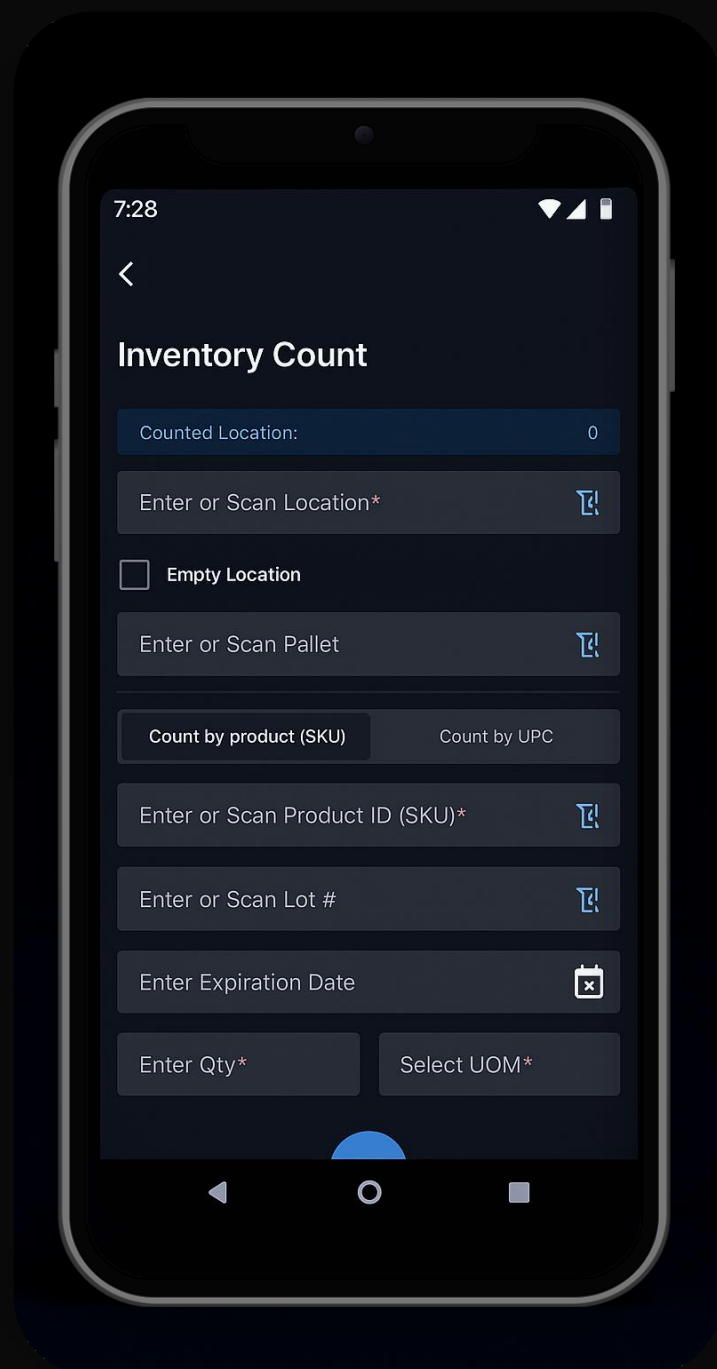 7:28
Inventory Count
Counted Location: 0
Enter or Scan Location*
Empty Location
Enter or Scan Pallet
Count by product (SKU) Count by UPC
Enter or Scan Product ID (SKU)*
Enter or Scan Lot #
Enter Expiration Date
Enter Qty* Select UOM*